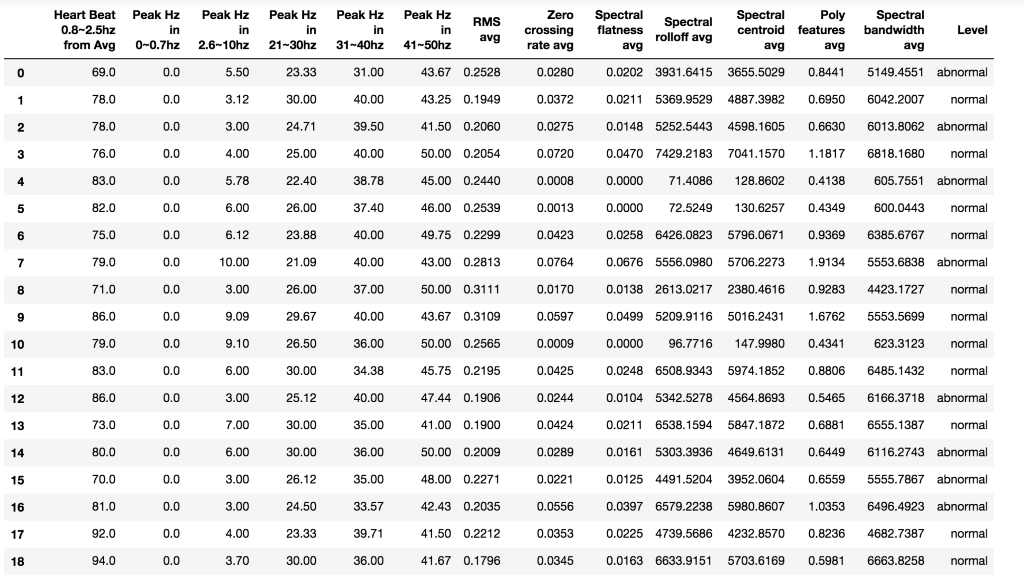 Heart Beat 0.8~2.5hz from Avg Peak Hz in 0~0.7hz Peak Hz in 2.6~10hz Peak Hz in 21~30hz Peak Hz in 31~40hz Peak Hz in 41~50hz RMS avg Zero crossing rate avg Spectral flatness avg Spectral rolloff avg Spectral centroid avg Poly features avg Spectral bandwidth avg Level
0 69.0 0.0 5.50 23.33 31.00 43.67 0.2528 0.0280 0.0202 3931.6415 3655.5029 0.8441 5149.4551 abnormal
1 78.0 0.0 3.12 30.00 40.00 43.25 0.1949 0.0372 0.0211 5369.9529 4887.3982 0.6950 6042.2007 normal
2 78.0 0.0 3.00 24.71 39.50 41.50 0.2060 0.0275 0.0148 5252.5443 4598.1605 0.6630 6013.8062 abnormal
3 76.0 0.0 4.00 25.00 40.00 50.00 0.2054 0.0720 0.0470 7429.2183 7041.1570 1.1817 6818.1680 normal
4 83.0 0.0 5.78 22.40 38.78 45.00 0.2440 0.0008 0.0000 71.4086 128.8602 0.4138 605.7551 abnormal
5 82.0 0.0 6.00 26.00 37.40 46.00 0.2539 0.0013 0.0000 72.5249 130.6257 0.4349 600.0443 normal
6 75.0 0.0 6.12 23.88 40.00 49.75 0.2299 0.0423 0.0258 6426.0823 5796.0671 0.9369 6385.6767 normal
7 79.0 0.0 10.00 21.09 40.00 43.00 0.2813 0.0764 0.0676 5556.0980 5706.2273 1.9134 5553.6838 abnormal
8 71.0 0.0 3.00 26.00 37.00 50.00 0.3111 0.0170 0.0138 2613.0217 2380.4616 0.9283 4423.1727 normal
9 86.0 0.0 9.09 29.67 40.00 43.67 0.3109 0.0597 0.0499 5209.9116 5016.2431 1.6762 5553.5699 normal
10 79.0 0.0 9.10 26.50 36.00 50.00 0.2565 0.0009 0.0000 96.7716 147.9980 0.4341 623.3123 normal
11 83.0 0.0 6.00 30.00 34.38 45.75 0.2195 0.0425 0.0248 6508.9343 5974.1852 0.8806 6485.1432 normal
12 86.0 0.0 3.00 25.12 40.00 47.44 0.1906 0.0244 0.0104 5342.5278 4564.8693 0.5465 6166.3718 abnormal
13 73.0 0.0 7.00 30.00 35.00 41.00 0.1900 0.0424 0.0211 6538.1594 5847.1872 0.6881 6555.1387 normal
14 80.0 0.0 6.00 30.00 36.00 50.00 0.2009 0.0289 0.0161 5303.3936 4649.6131 0.6449 6116.2743 abnormal
15 70.0 0.0 3.00 26.12 35.00 48.00 0.2271 0.0221 0.0125 4491.5204 3952.0604 0.6559 5555.7867 abnormal
16 81.0 0.0 3.00 24.50 33.57 42.43 0.2035 0.0556 0.0397 6579.2238 5980.8607 1.0353 6496.4923 abnormal
17 92.0 0.0 4.00 23.33 39.71 41.50 0.2212 0.0353 0.0225 4739.5686 4232.8570 0.8236 4682.7387 normal
18 94.0 0.0 3.70 30.00 36.00 41.67 0.1796 0.0345 0.0163 6633.9151 5703.6169 0.5981 6663.8258 normal